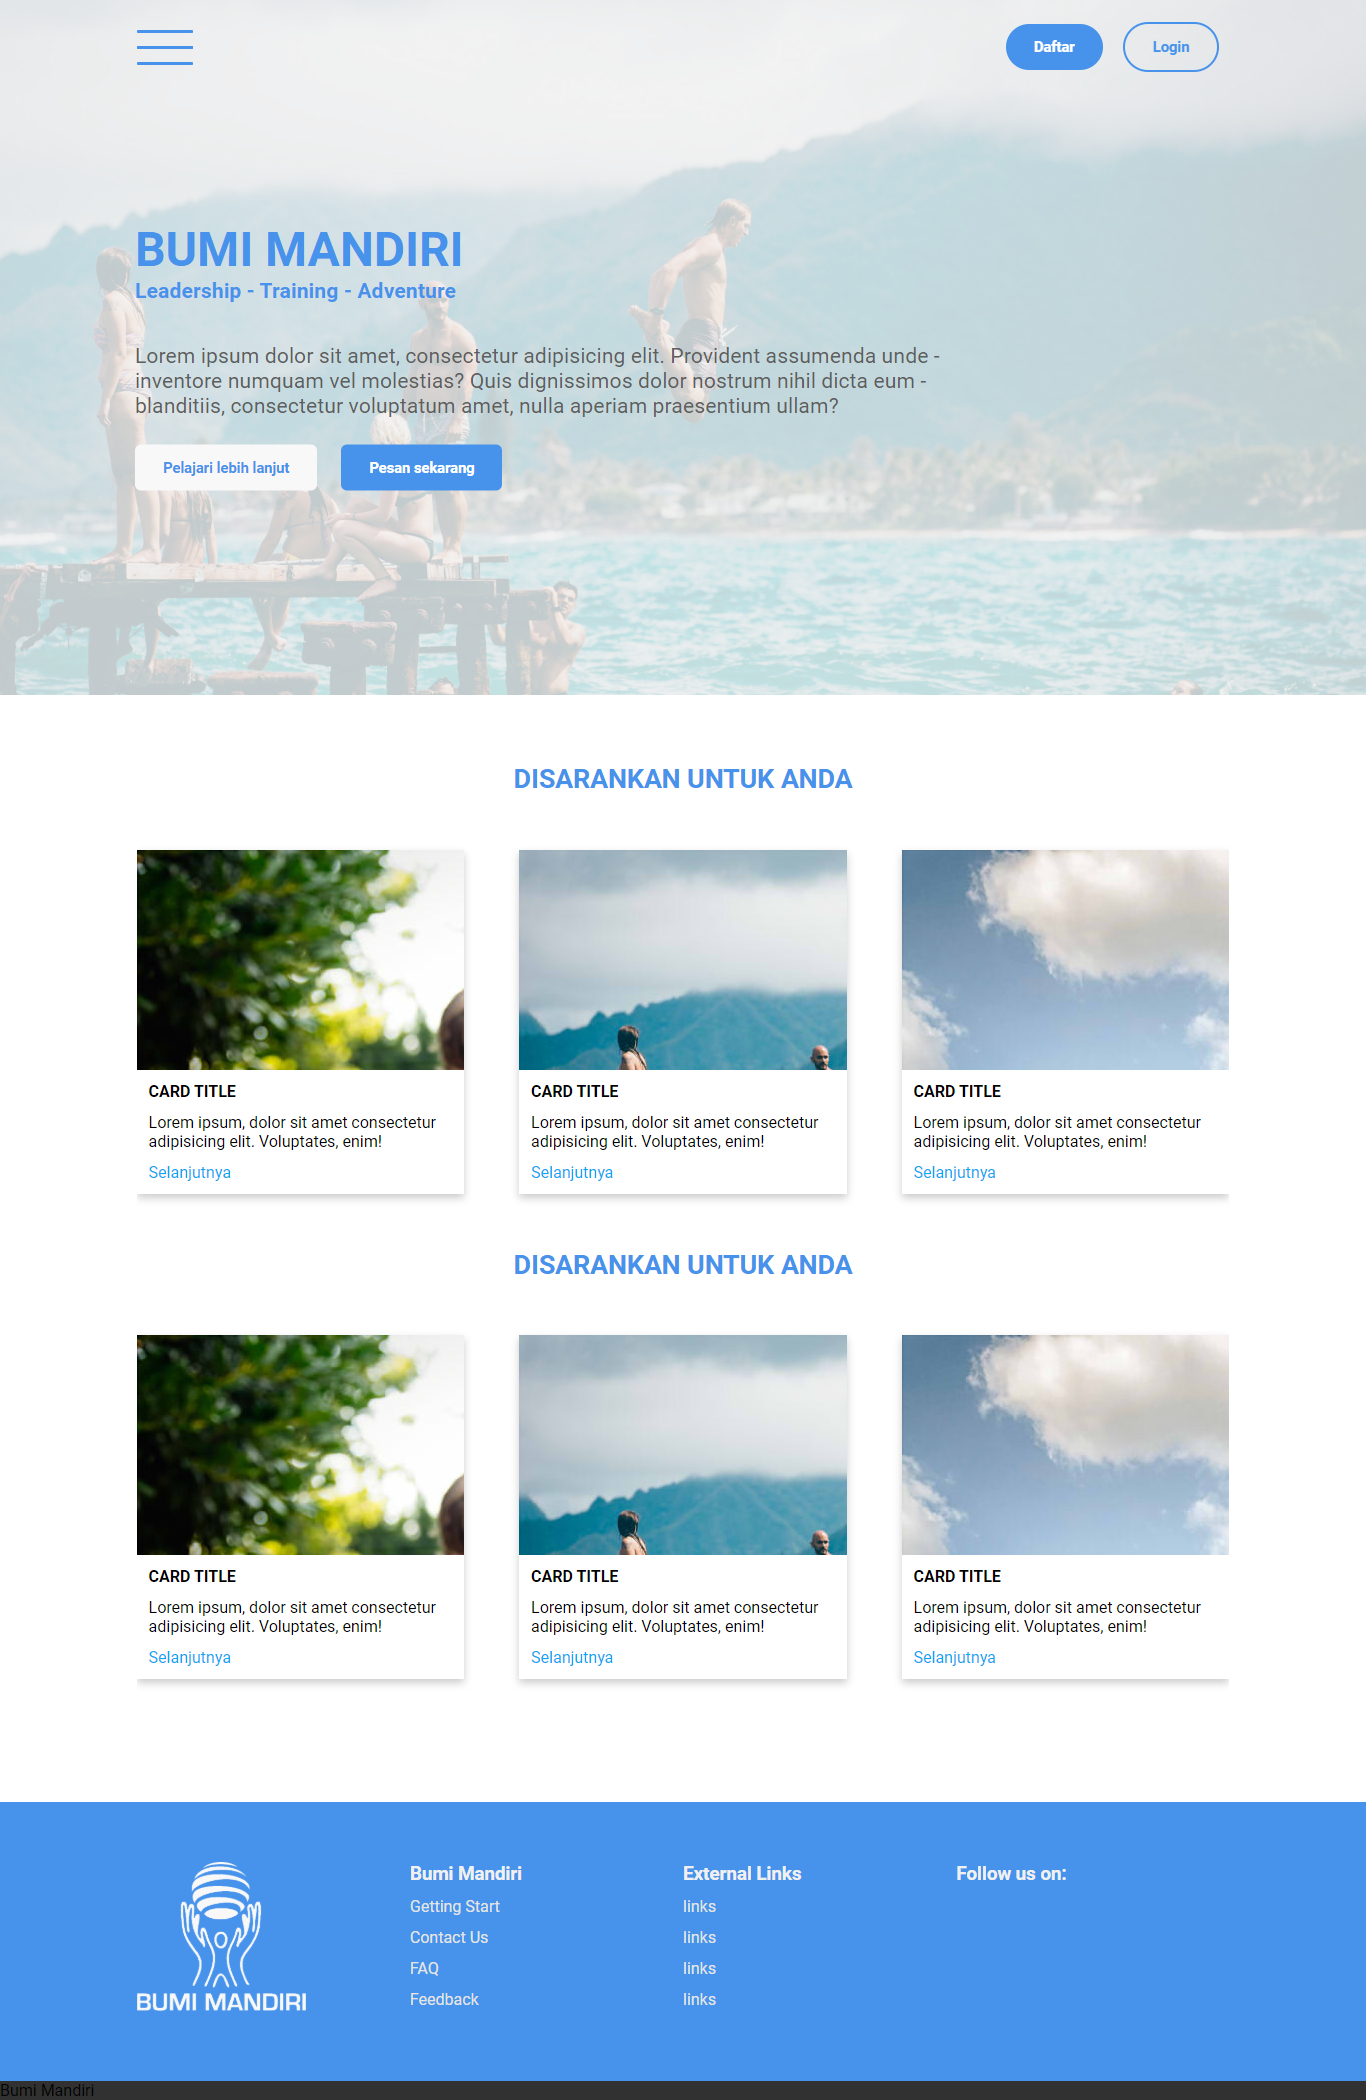 Daftar
Login
BUMI MANDIRI
Leadership - Training - Adventure
Lorem ipsum dolor sit amet, consectetur adipisicing elit. Provident assumenda unde -
inventore numquam vel molestias? Quis dignissimos dolor nostrum nihil dicta eum -
blanditiis, consectetur voluptatum amet, nulla aperiam praesentium ullam?
Pelajari lebih lanjut
Pesan sekarang
DISARANKAN UNTUK ANDA
CARD TITLE
Lorem ipsum, dolor sit amet consectetur
adipisicing elit. Voluptates, enim!
Selanjutnya
CARD TITLE
Lorem ipsum, dolor sit amet consectetur
adipisicing elit. Voluptates, enim!
Selanjutnya
CARD TITLE
Lorem ipsum, dolor sit amet consectetur
adipisicing elit. Voluptates, enim!
Selanjutnya
DISARANKAN UNTUK ANDA
CARD TITLE
Lorem ipsum, dolor sit amet consectetur
adipisicing elit. Voluptates, enim!
Selanjutnya
CARD TITLE
Lorem ipsum, dolor sit amet consectetur
adipisicing elit. Voluptates, enim!
Selanjutnya
CARD TITLE
Lorem ipsum, dolor sit amet consectetur
adipisicing elit. Voluptates, enim!
Selanjutnya
BUMI MANDIRI
Bumi Mandiri
Getting Start
Contact Us
FAQ
Feedback
External Links
links
links
links
links
Follow us on:
Bumi Mandiri